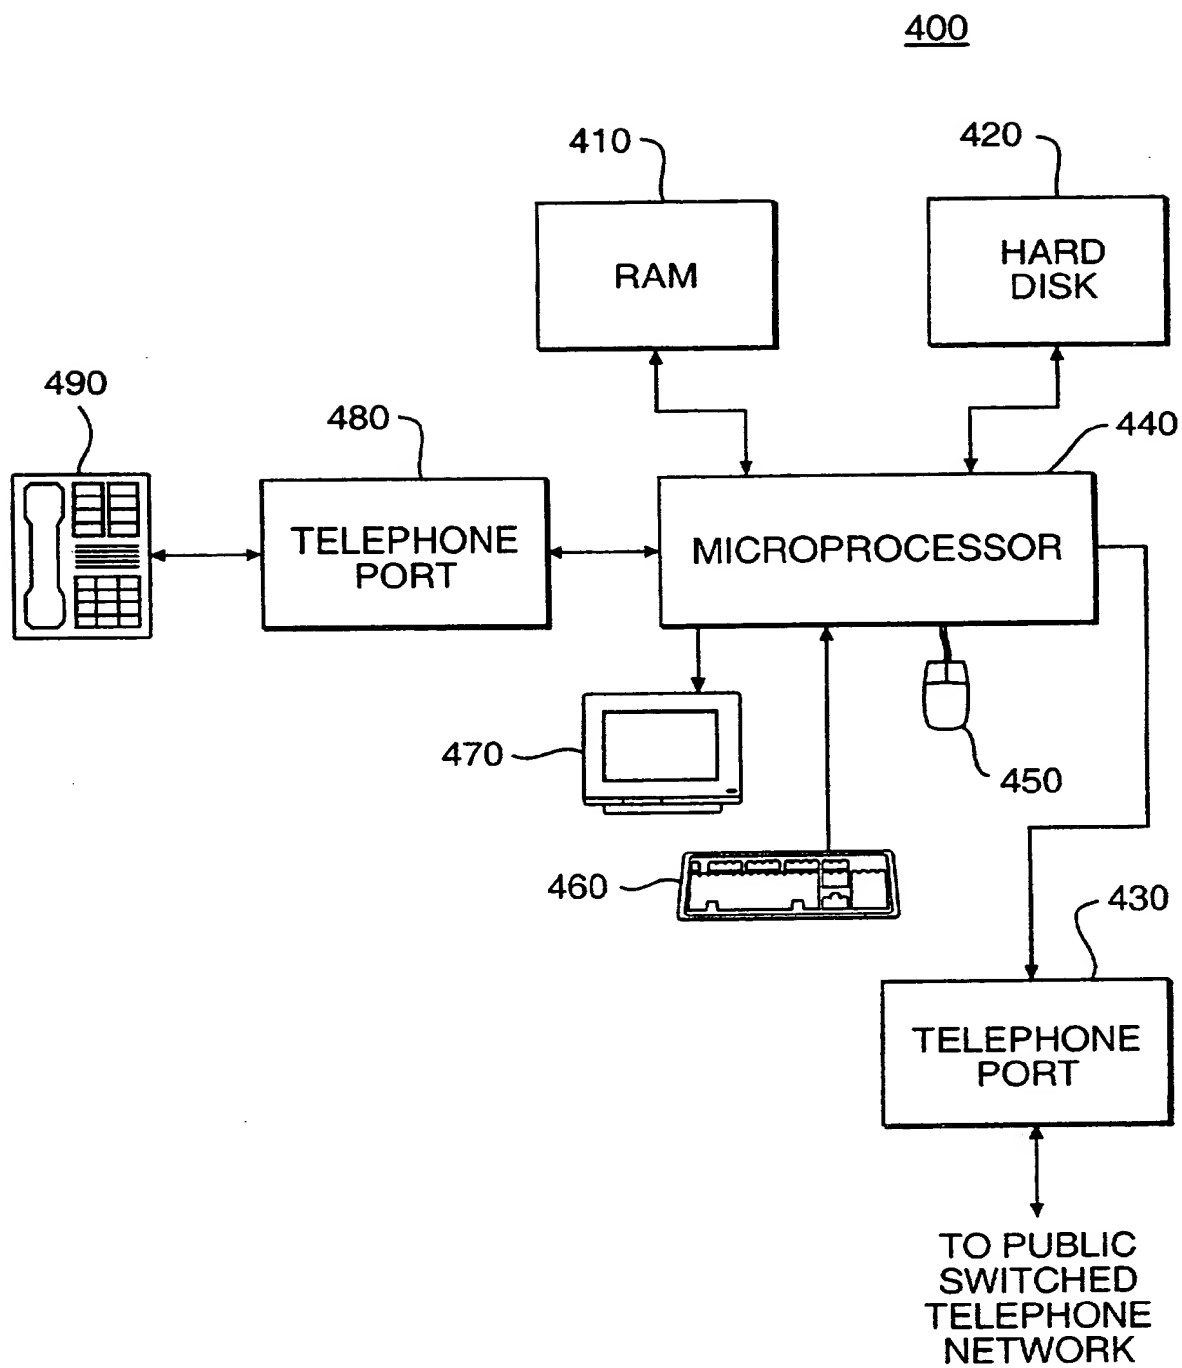 400
410
420
RAM
HARD
DISK
490
480
440
TELEPHONE
PORT
MICROPROCESSOR
470
450
460
430
TELEPHONE
PORT
TO PUBLIC
SWITCHED
TELEPHONE
NETWORK